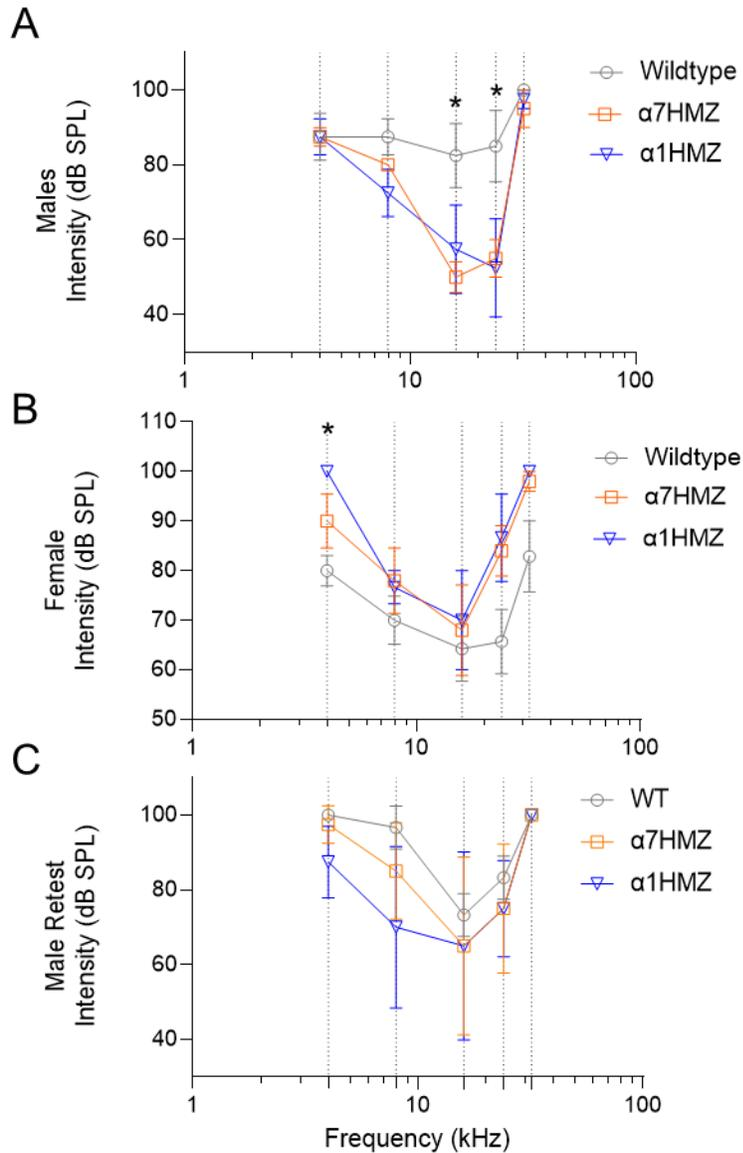 A
Males
Intensity (dB SPL)
100
80
60
40
*
*
Wildtype
α7HMZ
α1HMZ
1
10
100
B
Female
Intensity (dB SPL)
110
100
90
80
70
60
50
*
Wildtype
α7HMZ
α1HMZ
1
10
100
C
Male Retest
Intensity (dB SPL)
100
80
60
40
WT
α7HMZ
α1HMZ
1
10
100
Frequency (kHz)